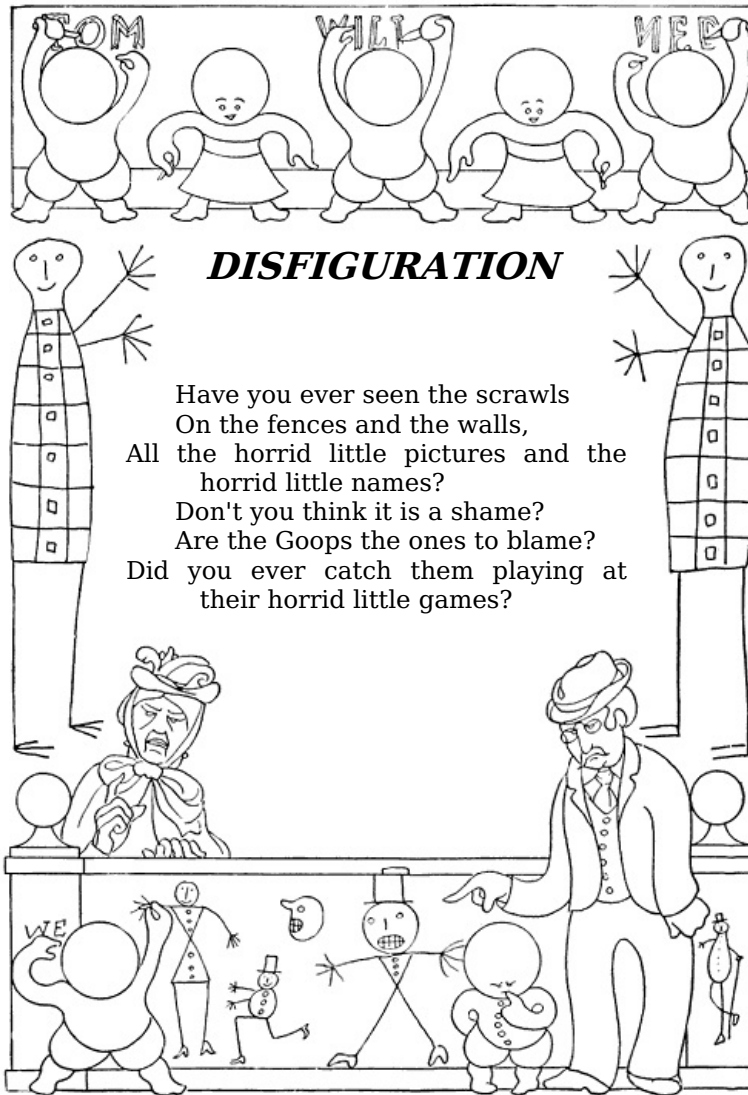 TOM WILL NED
DISFIGURATION
Have you ever seen the scrawls
On the fences and the walls,
All the horrid little pictures and the
horrid little names?
Don't you think it is a shame?
Are the Goops the ones to blame?
Did you ever catch them playing at
their horrid little games?
WE